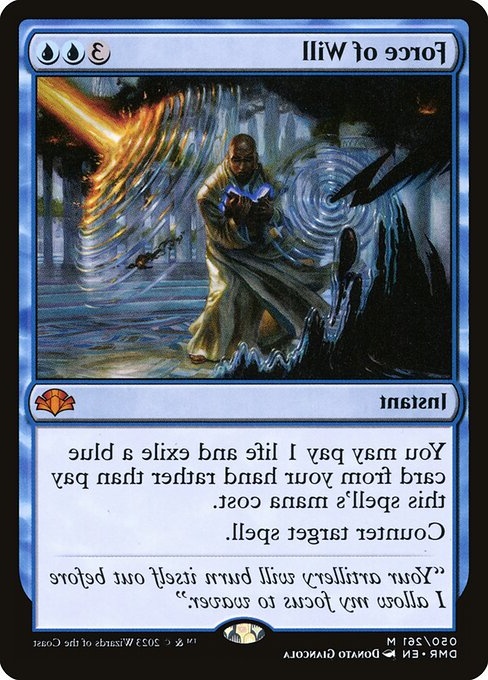 Force of Will 3
Instant
You may pay 1 life and exile a blue
card from your hand rather than pay
this spell's mana cost.
Counter target spell.
"Your artillery will burn itself out before
I allow my focus to waver."
050/261 M
DMR • EN Donato Giancola
™ & © 2023 Wizards of the Coast